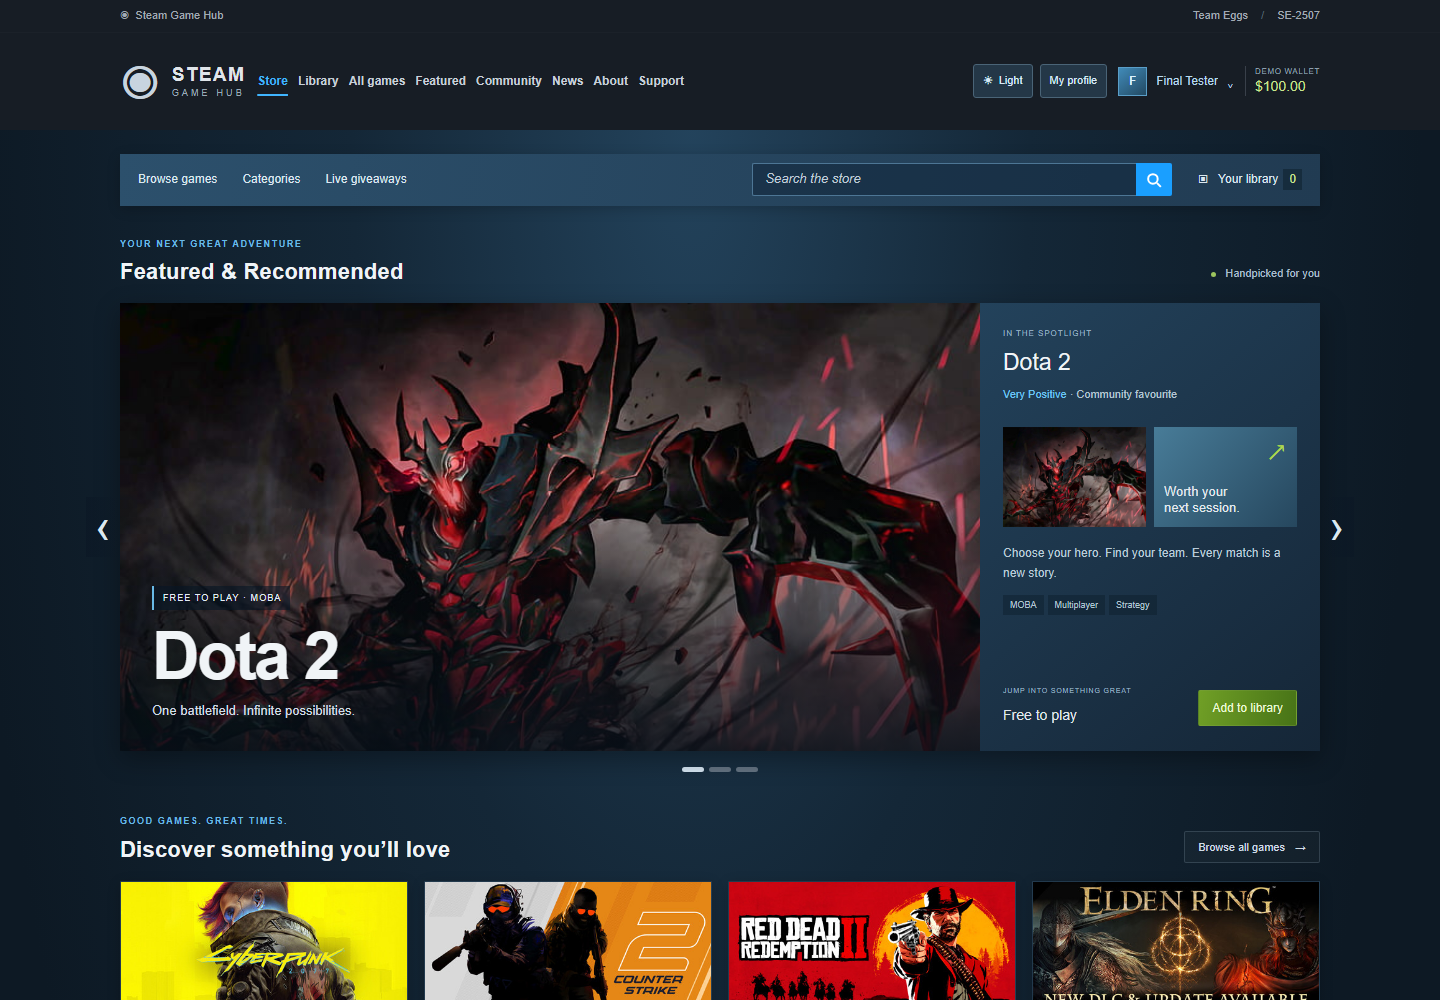 Steam Game Hub
Team Eggs / SE-2507
STEAM
GAME HUB
Store Library All games Featured Community News About Support
Light
My profile
F
Final Tester
DEMO WALLET
$100.00
Browse games Categories Live giveaways
Search the store
Your library 0
YOUR NEXT GREAT ADVENTURE
Featured & Recommended
Handpicked for you
FREE TO PLAY · MOBA
Dota 2
One battlefield. Infinite possibilities.
IN THE SPOTLIGHT
Dota 2
Very Positive · Community favourite
Worth your
next session.
Choose your hero. Find your team. Every match is a
new story.
MOBA Multiplayer Strategy
JUMP INTO SOMETHING GREAT
Free to play
Add to library
GOOD GAMES. GREAT TIMES.
Discover something you’ll love
Browse all games →
Cyberpunk
2077
2
COUNTER
STRIKE
RED DEAD
REDEMPTION II
ELDEN RING
NEW DLC & UPDATE AVAILABLE